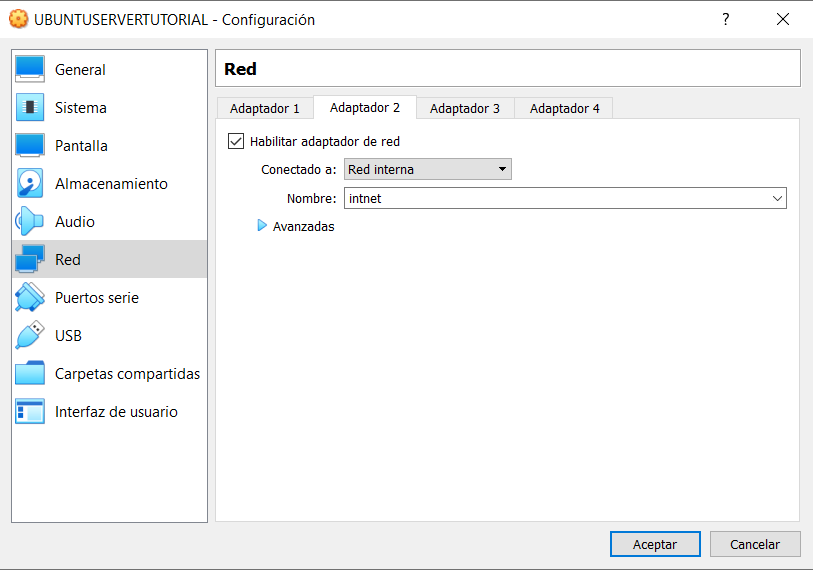 UBUNTUSERVERTUTORIAL - Configuración
?
General
Sistema
Pantalla
Almacenamiento
Audio
Red
Puertos serie
USB
Carpetas compartidas
Interfaz de usuario
Red
Adaptador 1 Adaptador 2 Adaptador 3 Adaptador 4
Habilitar adaptador de red
Conectado a: Red interna
Nombre: intnet
Avanzadas
Aceptar Cancelar